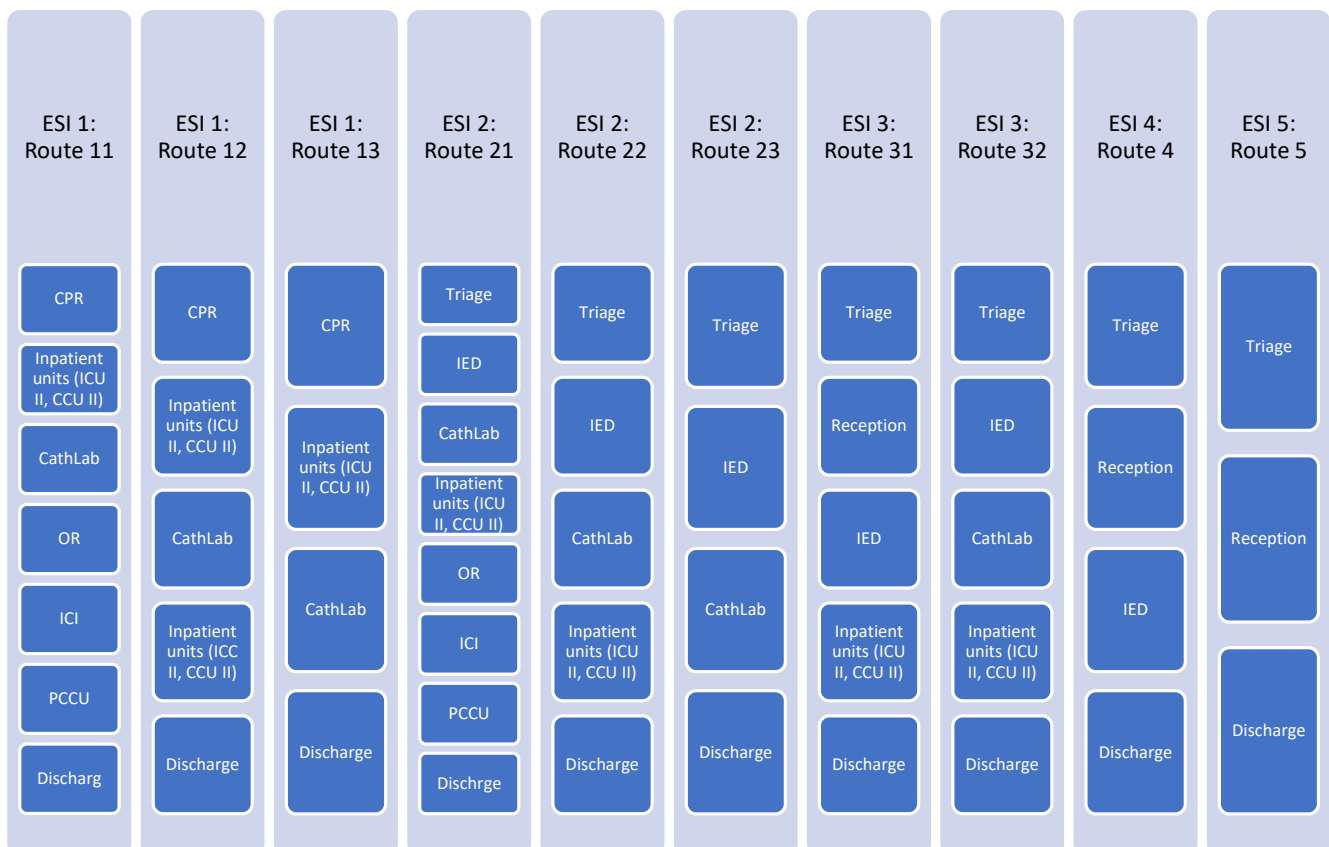 ESI 1:
Route 11
CPR
Inpatient
units (ICU
II, CCU II)
CathLab
OR
ICI
PCCU
Discharg
ESI 1:
Route 12
CPR
Inpatient
units (ICU
II, CCU II)
CathLab
Inpatient
units (ICC
II, CCU II)
Discharge
ESI 1:
Route 13
CPR
Inpatient
units (ICU
II, CCU II)
CathLab
Discharge
ESI 2:
Route 21
Triage
IED
CathLab
Inpatient
units (ICU
II, CCU II)
OR
ICI
PCCU
Dischrge
ESI 2:
Route 22
Triage
IED
CathLab
Inpatient
units (ICU
II, CCU II)
Discharge
ESI 2:
Route 23
Triage
IED
CathLab
Discharge
ESI 3:
Route 31
Triage
Reception
IED
Inpatient
units (ICU
II, CCU II)
Discharge
ESI 3:
Route 32
Triage
IED
CathLab
Inpatient
units (ICU
II, CCU II)
Discharge
ESI 4:
Route 4
Triage
Reception
IED
Discharge
ESI 5:
Route 5
Triage
Reception
Discharge